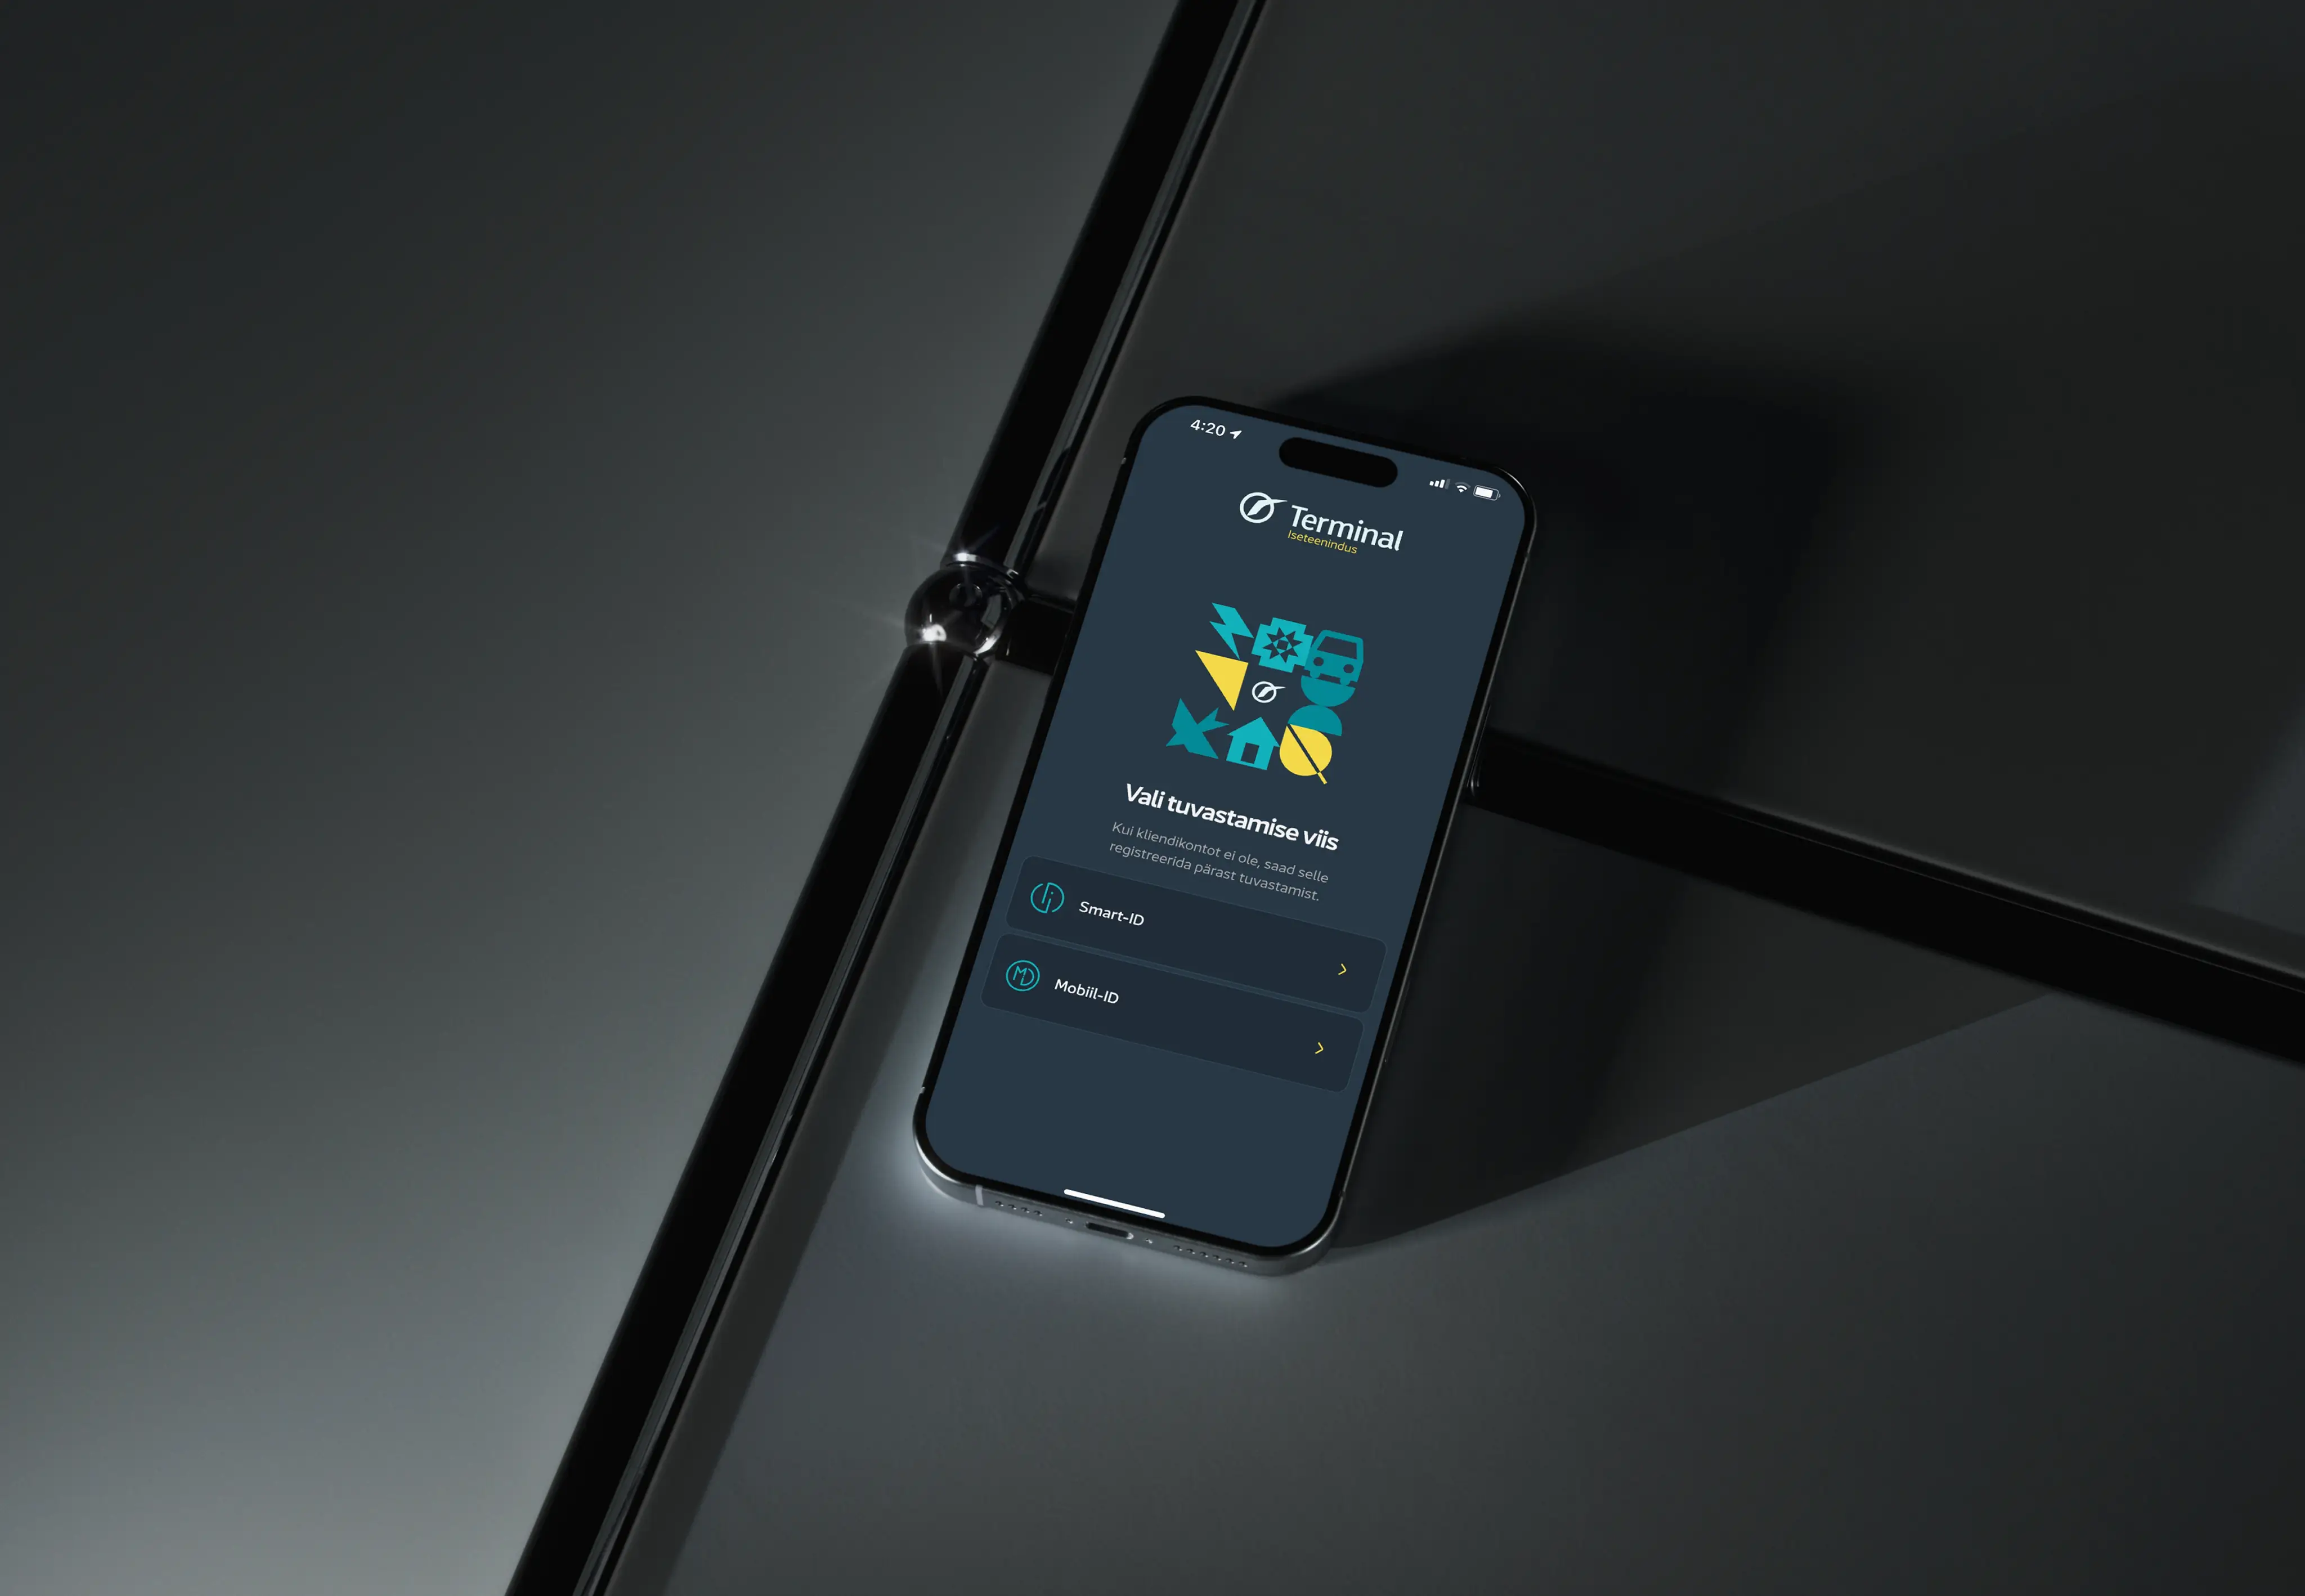 4:20
Terminal
Iseteenindus
Vali tuvastamise viis
Kui kliendikontot ei ole, saad selle
registreerida pärast tuvastamist.
Smart-ID
Mobiil-ID